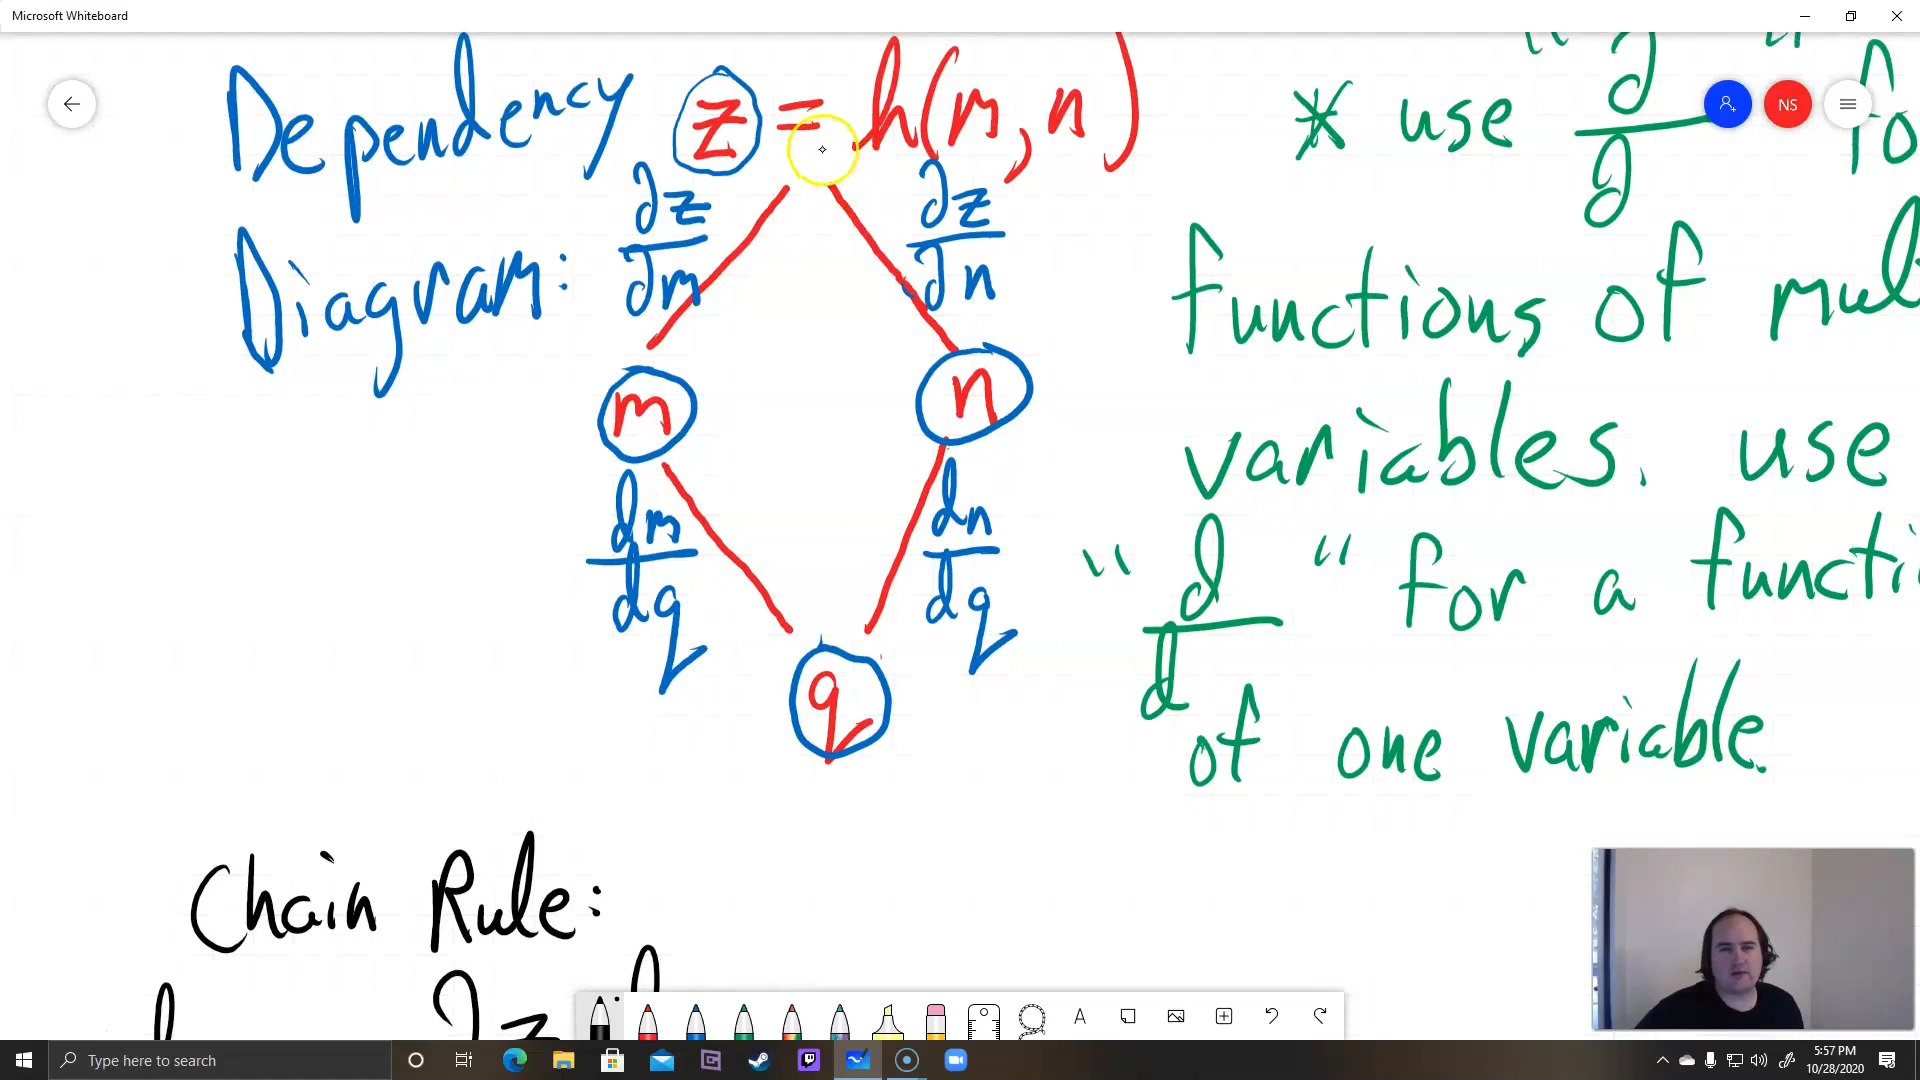 Microsoft Whiteboard
Dependency z = h(m, n)
Diagram:
∂z/∂m
∂z/∂n
m
n
dm/dq
dn/dq
q
* use "∂/∂" fo
functions of mul
variables. use
"d/d" for a functi
of one variable.
Chain Rule:
∂z
NS
A
Type here to search
5:57 PM
10/28/2020